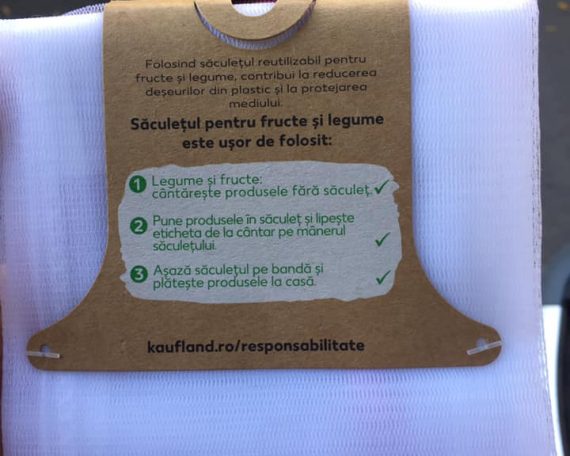 Folosind săculețul reutilizabil pentru
fructe și legume, contribui la reducerea
deșeurilor din plastic și la protejarea
mediului.
Săculețul pentru fructe și legume
este ușor de folosit:
1 Legume și fructe:
cântărește produsele fără săculeț.
2 Pune produsele în săculeț și lipește
eticheta de la cântar pe mânerul
săculețului.
3 Așază săculețul pe bandă și
plătește produsele la casă.
kaufland.ro/responsabilitate